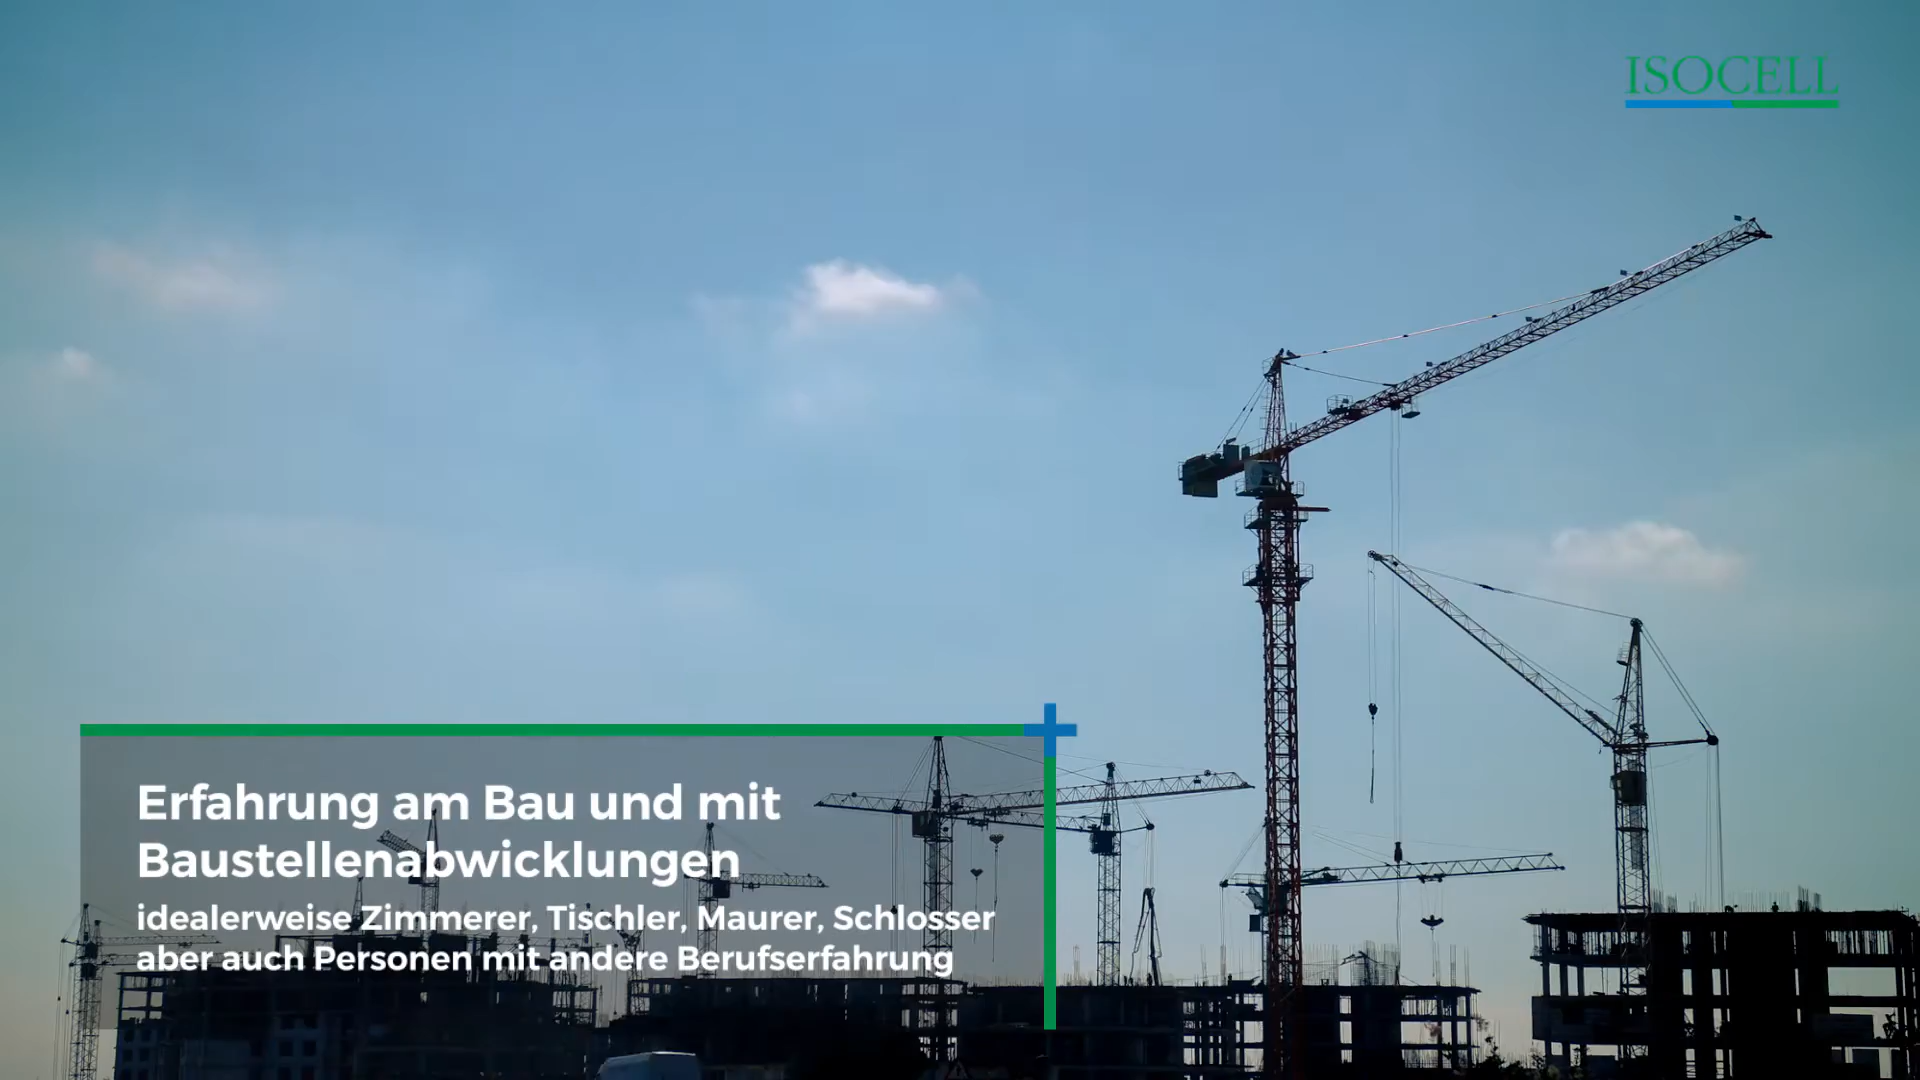 ISOCELL
Erfahrung am Bau und mit
Baustellenabwicklungen
idealerweise Zimmerer, Tischler, Maurer, Schlosser
aber auch Personen mit andere Berufserfahrung